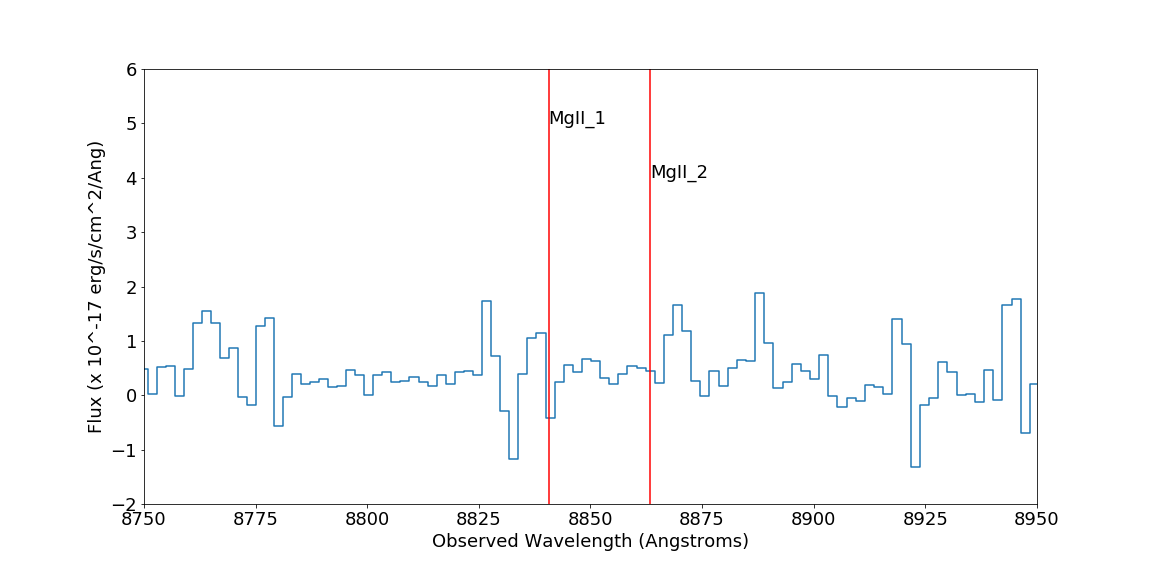 6
5
4
3
2
1
0
−1
−2
MgII_1
MgII_2
Flux (x 10^-17 erg/s/cm^2/Ang)
8750 8775 8800 8825 8850 8875 8900 8925 8950
Observed Wavelength (Angstroms)